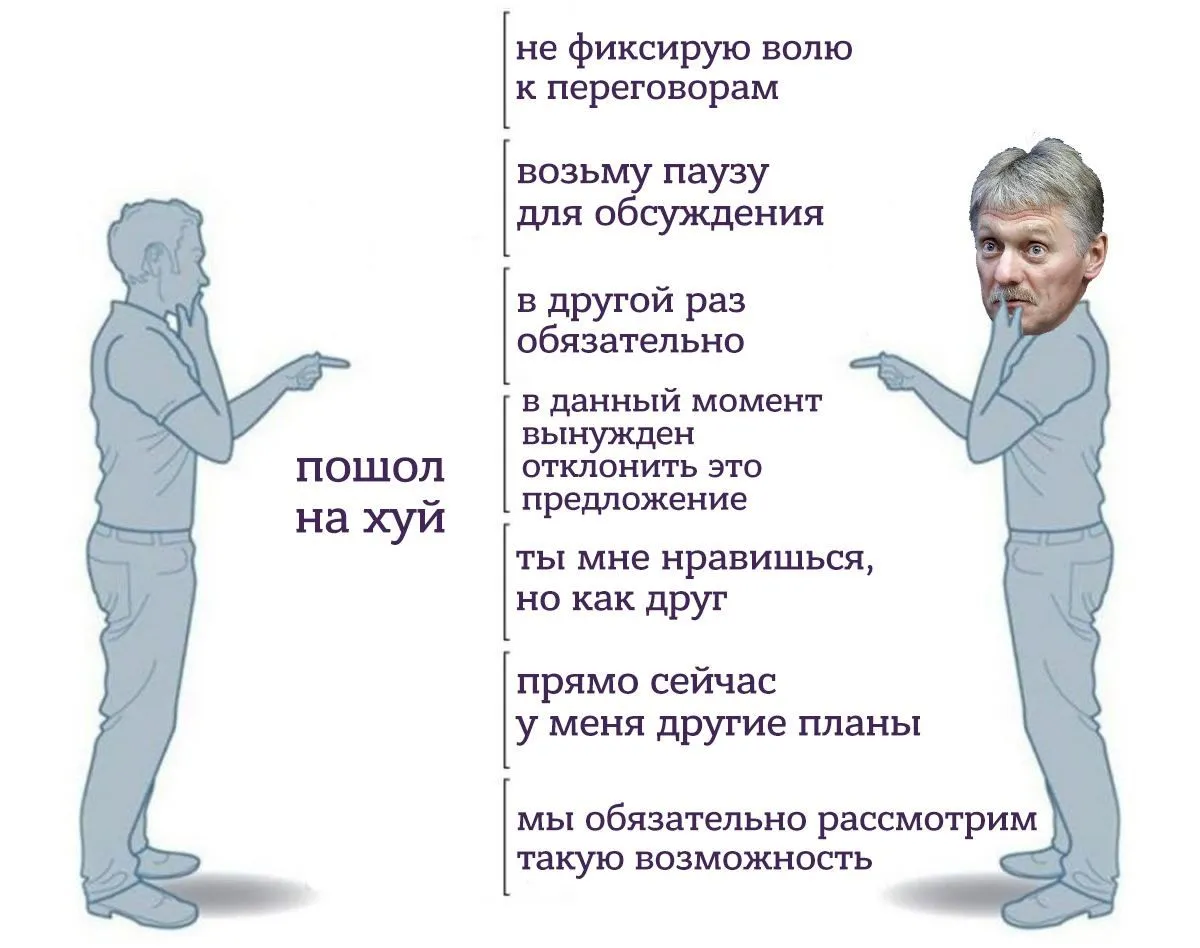 не фиксирую волю
к переговорам
возьму паузу
для обсуждения
в другой раз
обязательно
в данный момент
вынужден
отклонить это
предложение
пошол
на хуй
ты мне нравишься,
но как друг
прямо сейчас
у меня другие планы
мы обязательно рассмотрим
такую возможность